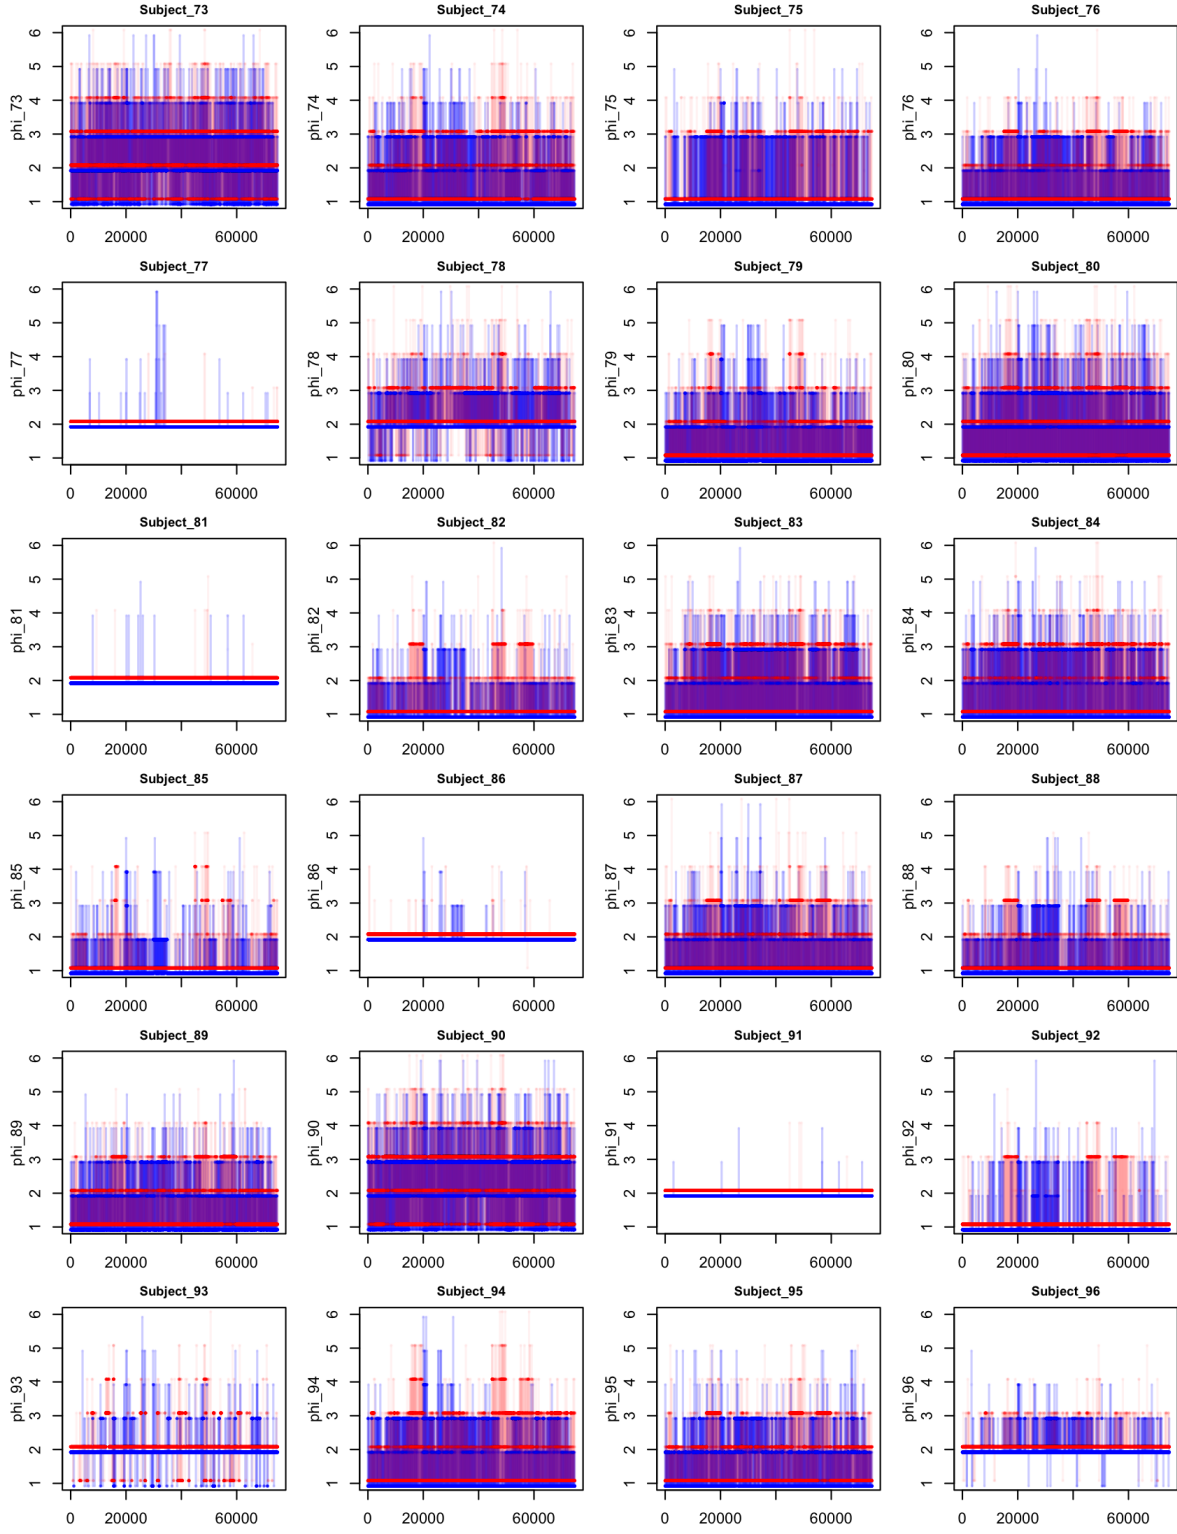 Subject_73 Subject_74 Subject_75 Subject_76
phi_73 1 2 3 4 5 6 phi_74 1 2 3 4 5 6 phi_75 1 2 3 4 5 6 phi_76 1 2 3 4 5 6
0 20000 60000 0 20000 60000 0 20000 60000 0 20000 60000
Subject_77 Subject_78 Subject_79 Subject_80
phi_77 1 2 3 4 5 6 phi_78 1 2 3 4 5 6 phi_79 1 2 3 4 5 6 phi_80 1 2 3 4 5 6
0 20000 60000 0 20000 60000 0 20000 60000 0 20000 60000
Subject_81 Subject_82 Subject_83 Subject_84
phi_81 1 2 3 4 5 6 phi_82 1 2 3 4 5 6 phi_83 1 2 3 4 5 6 phi_84 1 2 3 4 5 6
0 20000 60000 0 20000 60000 0 20000 60000 0 20000 60000
Subject_85 Subject_86 Subject_87 Subject_88
phi_85 1 2 3 4 5 6 phi_86 1 2 3 4 5 6 phi_87 1 2 3 4 5 6 phi_88 1 2 3 4 5 6
0 20000 60000 0 20000 60000 0 20000 60000 0 20000 60000
Subject_89 Subject_90 Subject_91 Subject_92
phi_89 1 2 3 4 5 6 phi_90 1 2 3 4 5 6 phi_91 1 2 3 4 5 6 phi_92 1 2 3 4 5 6
0 20000 60000 0 20000 60000 0 20000 60000 0 20000 60000
Subject_93 Subject_94 Subject_95 Subject_96
phi_93 1 2 3 4 5 6 phi_94 1 2 3 4 5 6 phi_95 1 2 3 4 5 6 phi_96 1 2 3 4 5 6
0 20000 60000 0 20000 60000 0 20000 60000 0 20000 60000